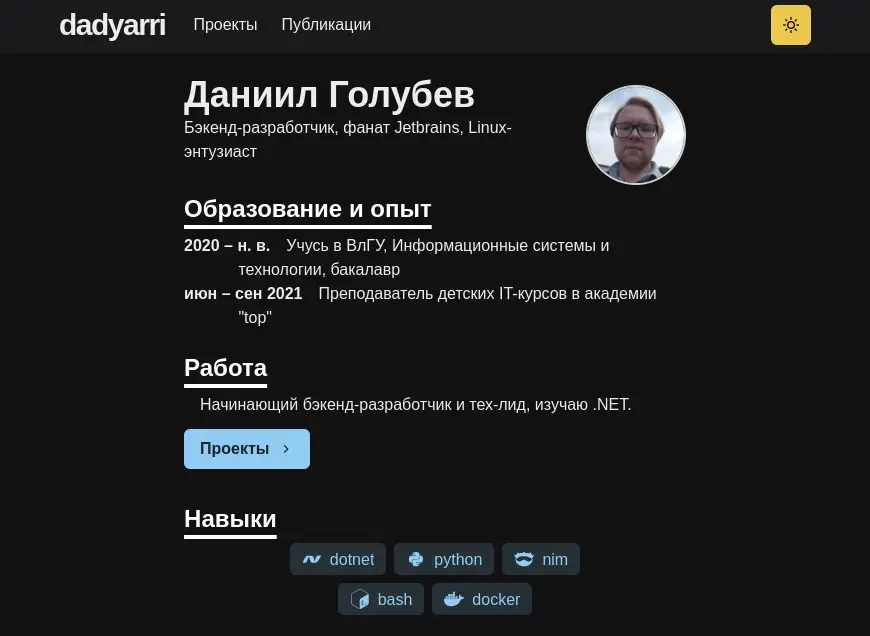 dadyarri Проекты Публикации
Даниил Голубев
Бэкенд-разработчик, фанат Jetbrains, Linux-
энтузиаст
Образование и опыт
2020 – н. в. Учусь в ВлГУ, Информационные системы и
технологии, бакалавр
июн – сен 2021 Преподаватель детских IT-курсов в академии
"top"
Работа
Начинающий бэкенд-разработчик и тех-лид, изучаю .NET.
Проекты
Навыки
dotnet python nim
bash docker